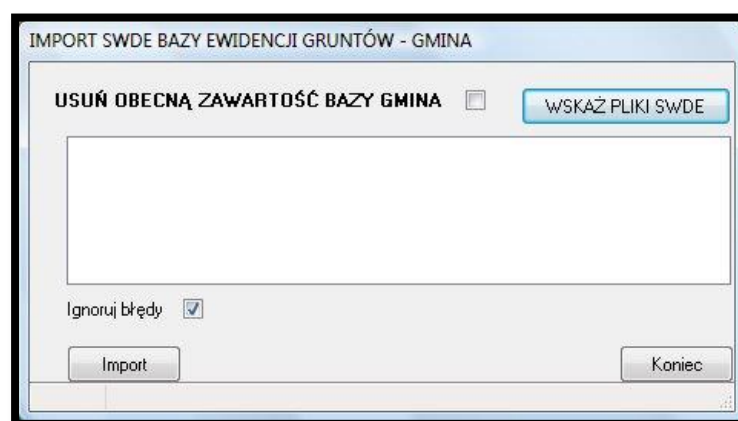 IMPORT SWDE BAZY EWIDENCJI GRUNTÓW - GMINA
USUŃ OBECNĄ ZAWARTOŚĆ BAZY GMINA
WSKAŻ PLIKI SWDE
Ignoruj błędy
Import
Koniec